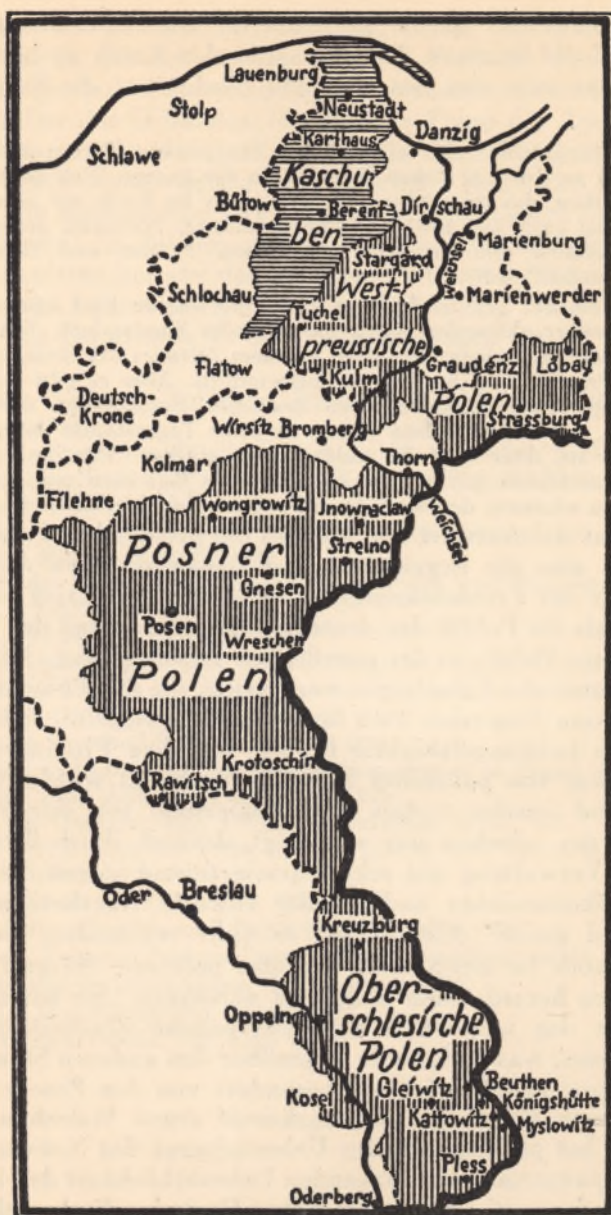 Lauenburg
Stolp
Neustadt
Karthaus
Danzig
Schlawe
Kaschu
Bütow
Berent
Dirschau
ben
Stargard
Marienburg
Schlochau
West-
Marienwerder
Tuchel
preussische
Flatow
Graudenz
Löbau
Deutsch-
Krone
Kulm
Polen
Strassburg
Wirsitz
Bromberg
Kolmar
Thorn
Filehne
Wongrowitz
Jnowraclaw
Weichsel
Posner
Strelno
Gnesen
Posen
Wreschen
Polen
Krotoschin
Rawitsch
Oder
Breslau
Kreuzburg
Ober-
schlesische
Oppeln
Polen
Gleiwitz
Beuthen
Kosel
Königshütte
Kattowitz
Myslowitz
Pless
Oderberg